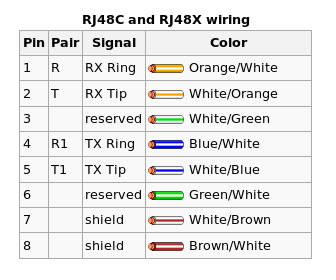 RJ48C and RJ48X wiring
Pin Pair Signal Color
1 R RX Ring Orange/White
2 T RX Tip White/Orange
3 reserved White/Green
4 R1 TX Ring Blue/White
5 T1 TX Tip White/Blue
6 reserved Green/White
7 shield White/Brown
8 shield Brown/White